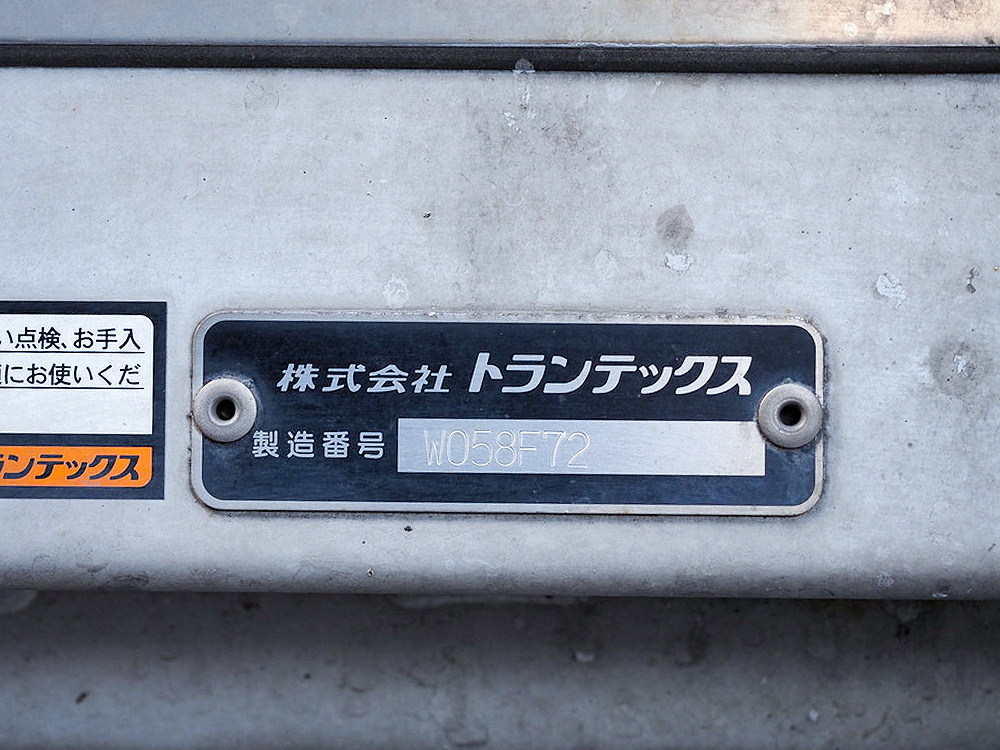 い点検、お手入
にお使いくだ
ランテックス
株式会社 トランテックス
製造番号 W058F72